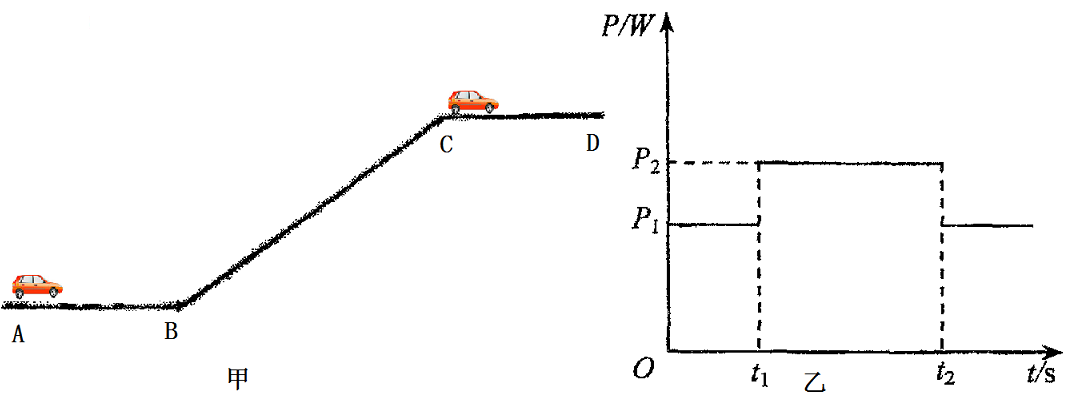 A
B
C
D
甲
P/W
P₂
P₁
O
t₁
t₂
t/s
乙